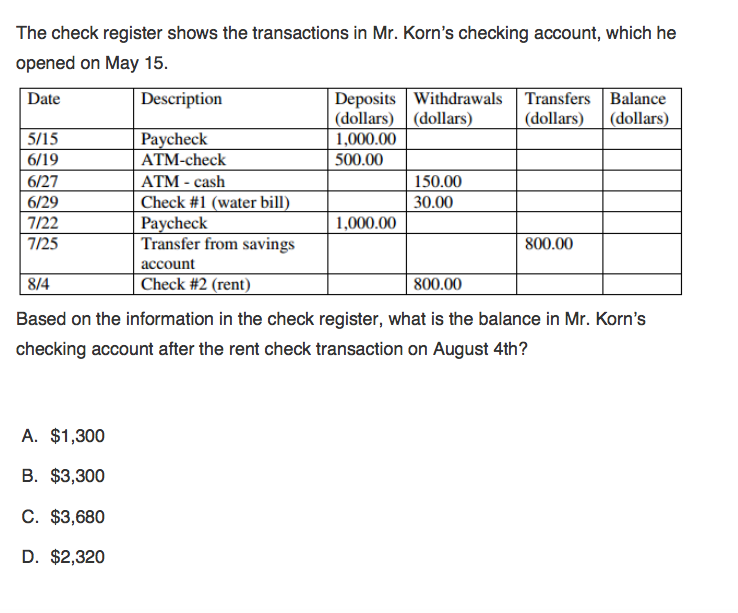 The check register shows the transactions in Mr. Korn's checking account, which he
opened on May 15.
Date Description Deposits (dollars) Withdrawals (dollars) Transfers (dollars) Balance (dollars)
5/15 Paycheck 1,000.00
6/19 ATM-check 500.00
6/27 ATM - cash 150.00
6/29 Check #1 (water bill) 30.00
7/22 Paycheck 1,000.00
7/25 Transfer from savings account 800.00
8/4 Check #2 (rent) 800.00
Based on the information in the check register, what is the balance in Mr. Korn's
checking account after the rent check transaction on August 4th?
A. $1,300
B. $3,300
C. $3,680
D. $2,320